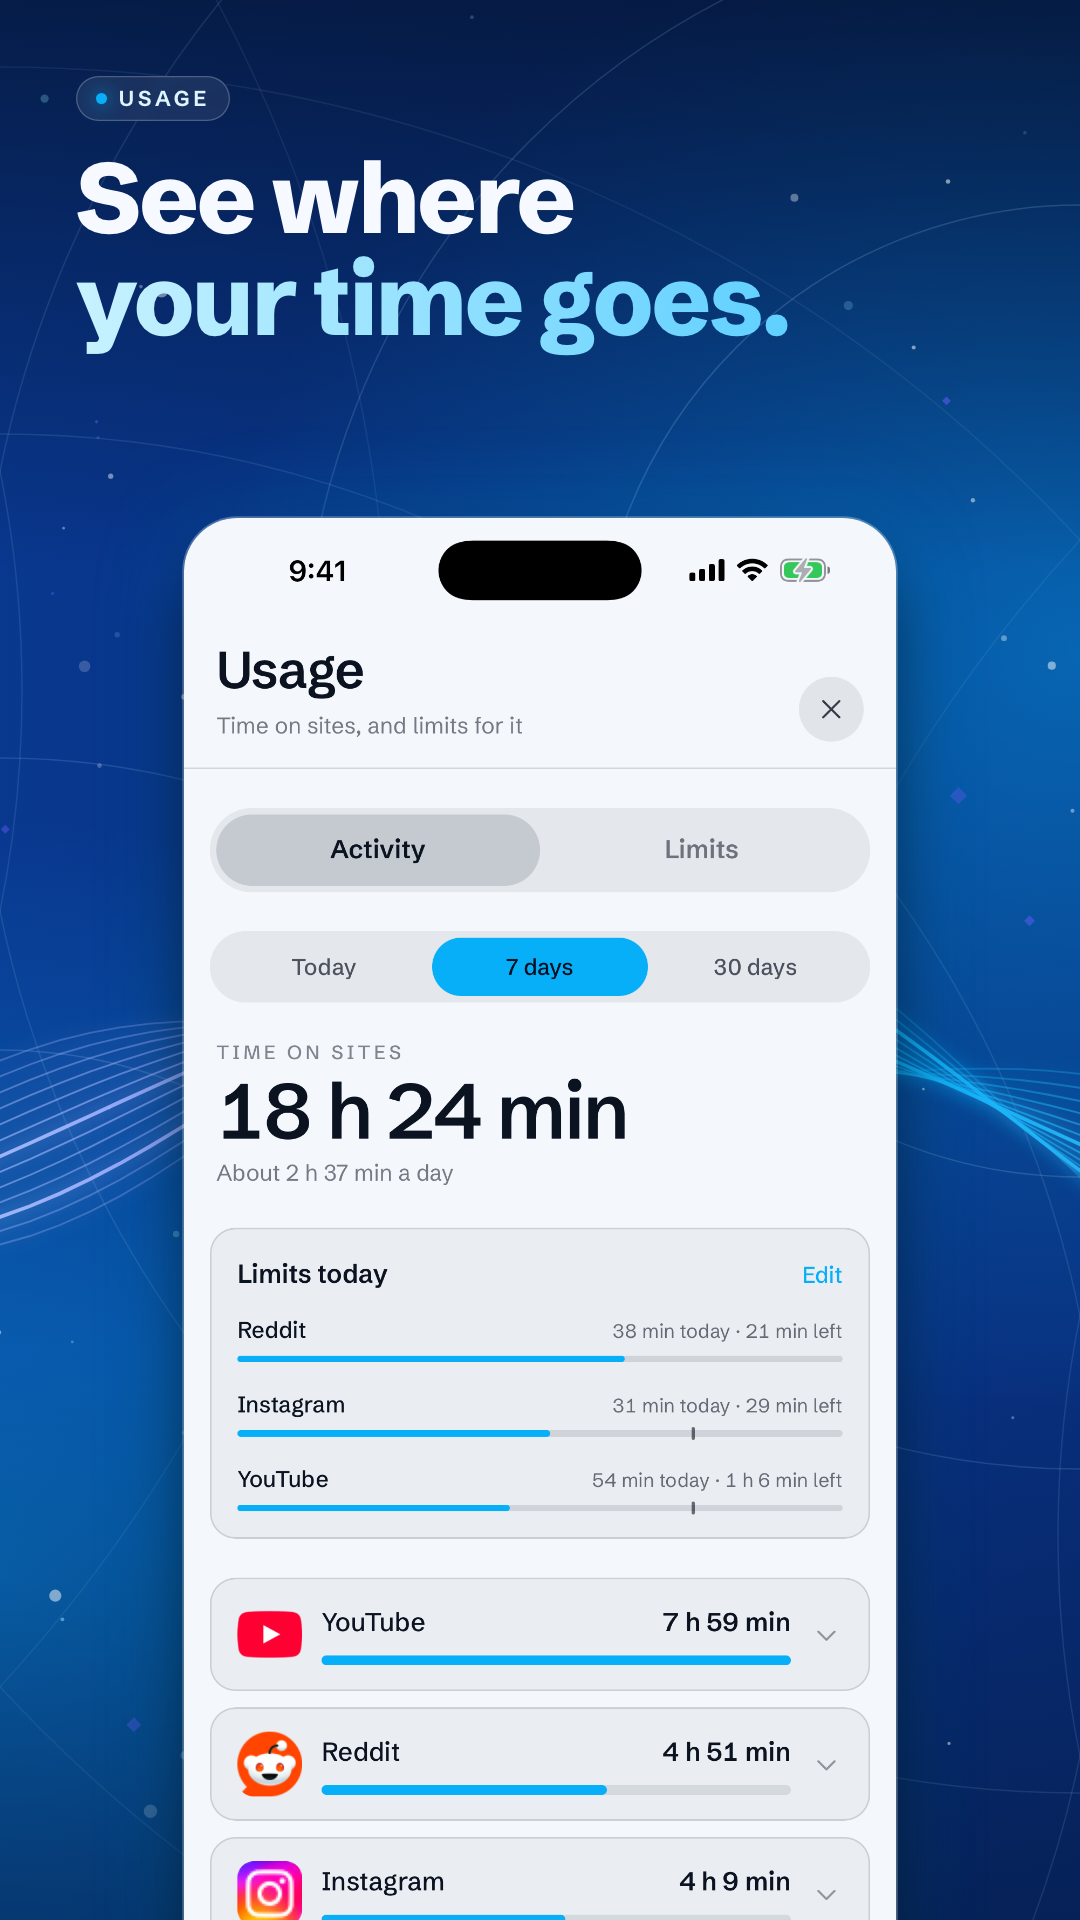 USAGE
See where
your time goes.
9:41
Usage
Time on sites, and limits for it
Activity
Limits
Today
7 days
30 days
TIME ON SITES
18 h 24 min
About 2 h 37 min a day
Limits today
Edit
Reddit
38 min today · 21 min left
Instagram
31 min today · 29 min left
YouTube
54 min today · 1 h 6 min left
YouTube
7 h 59 min
Reddit
4 h 51 min
Instagram
4 h 9 min